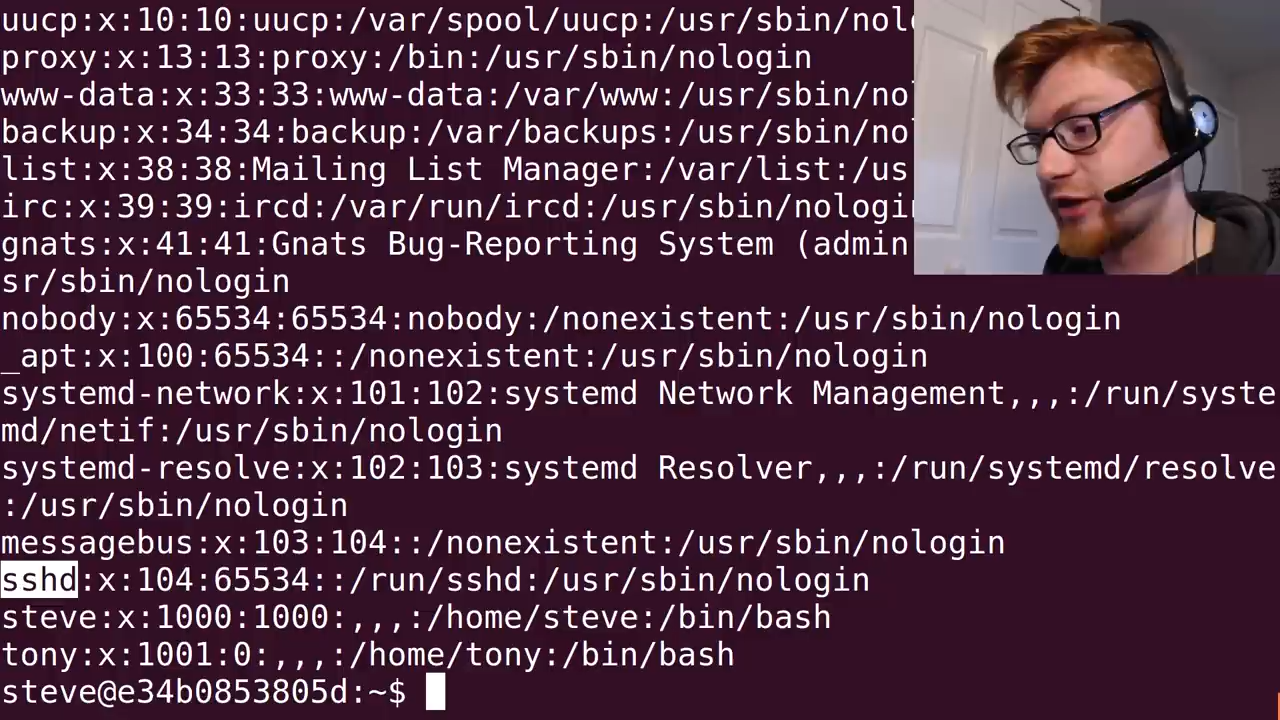 uucp:x:10:10:uucp:/var/spool/uucp:/usr/sbin/nolo
proxy:x:13:13:proxy:/bin:/usr/sbin/nologin
www-data:x:33:33:www-data:/var/www:/usr/sbin/nol
backup:x:34:34:backup:/var/backups:/usr/sbin/nol
list:x:38:38:Mailing List Manager:/var/list:/us
irc:x:39:39:ircd:/var/run/ircd:/usr/sbin/nologin
gnats:x:41:41:Gnats Bug-Reporting System (admin
sr/sbin/nologin
nobody:x:65534:65534:nobody:/nonexistent:/usr/sbin/nologin
_apt:x:100:65534::/nonexistent:/usr/sbin/nologin
systemd-network:x:101:102:systemd Network Management,,,:/run/syste
md/netif:/usr/sbin/nologin
systemd-resolve:x:102:103:systemd Resolver,,,:/run/systemd/resolve
:/usr/sbin/nologin
messagebus:x:103:104::/nonexistent:/usr/sbin/nologin
sshd:x:104:65534::/run/sshd:/usr/sbin/nologin
steve:x:1000:1000:,,,:/home/steve:/bin/bash
tony:x:1001:0:,,,:/home/tony:/bin/bash
steve@e34b0853805d:~$